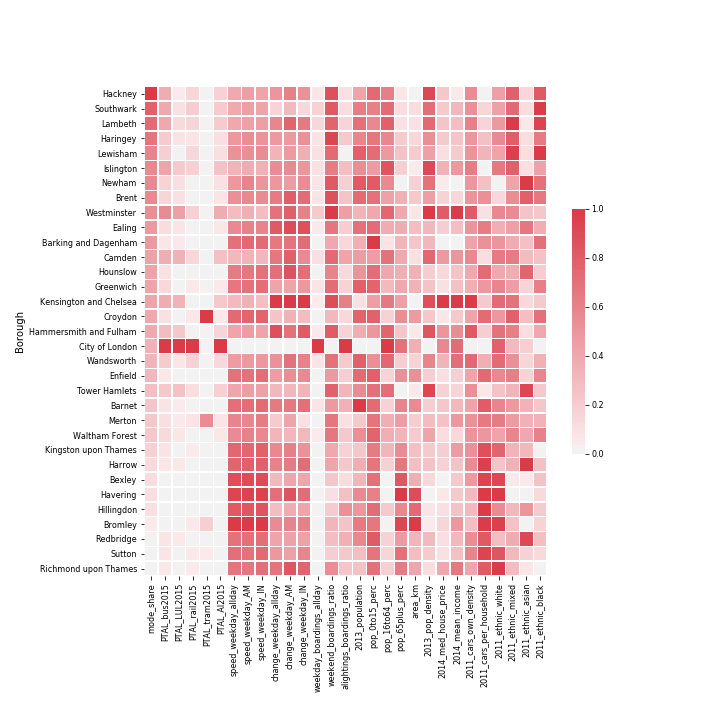 Borough
Hackney
Southwark
Lambeth
Haringey
Lewisham
Islington
Newham
Brent
Westminster
Ealing
Barking and Dagenham
Camden
Hounslow
Greenwich
Kensington and Chelsea
Croydon
Hammersmith and Fulham
City of London
Wandsworth
Enfield
Tower Hamlets
Barnet
Merton
Waltham Forest
Kingston upon Thames
Harrow
Bexley
Havering
Hillingdon
Bromley
Redbridge
Sutton
Richmond upon Thames
mode_share
PTAL_bus2015
PTAL_LUL2015
PTAL_rail2015
PTAL_tram2015
PTAL_AI2015
speed_weekday_allday
speed_weekday_AM
speed_weekday_IN
change_weekday_allday
change_weekday_AM
change_weekday_IN
weekday_boardings_allday
weekend_boardings_ratio
alightings_boardings_ratio
2013_population
pop_0to15_perc
pop_16to64_perc
pop_65plus_perc
area_km
2013_pop_density
2014_med_house_price
2014_mean_income
2011_cars_own_density
2011_cars_per_household
2011_ethnic_white
2011_ethnic_mixed
2011_ethnic_asian
2011_ethnic_black
1.0
0.8
0.6
0.4
0.2
0.0